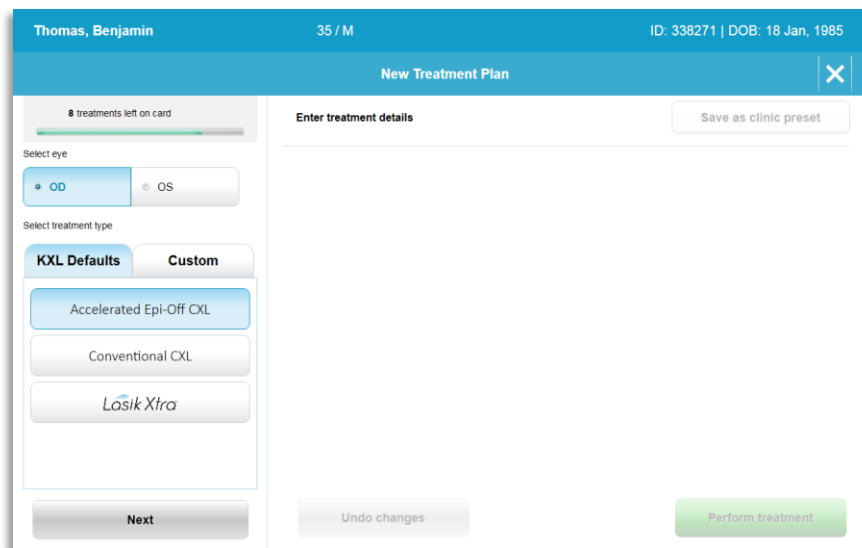 Thomas, Benjamin 35 / M ID: 338271 | DOB: 18 Jan, 1985
New Treatment Plan
8 treatments left on card
Enter treatment details
Save as clinic preset
Select eye
OD
OS
Select treatment type
KXL Defaults
Custom
Accelerated Epi-Off CXL
Conventional CXL
Lasik Xtra
Next
Undo changes
Perform treatment